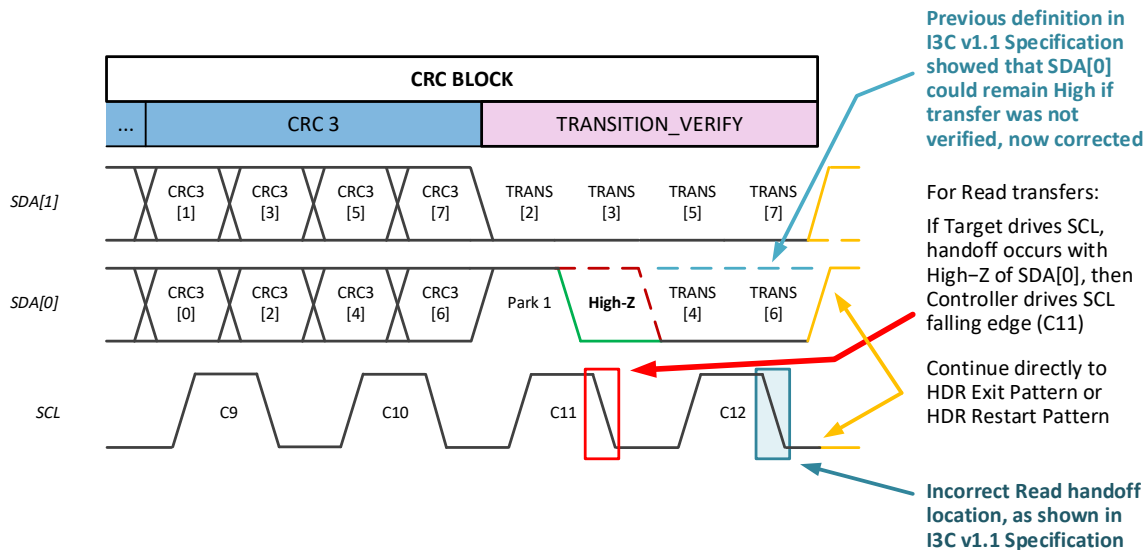 Previous definition in
I3C v1.1 Specification
showed that SDA[0]
could remain High if
transfer was not
verified, now corrected
CRC BLOCK
... CRC 3 TRANSITION_VERIFY
SDA[1]
CRC3 CRC3 CRC3 CRC3 TRANS TRANS TRANS TRANS
[1] [3] [5] [7] [2] [3] [5] [7]
For Read transfers:
If Target drives SCL,
handoff occurs with
High–Z of SDA[0], then
Controller drives SCL
falling edge (C11)
SDA[0]
CRC3 CRC3 CRC3 CRC3 Park 1 High-Z TRANS TRANS
[0] [2] [4] [6] [4] [6]
Continue directly to
HDR Exit Pattern or
HDR Restart Pattern
SCL C9 C10 C11 C12
Incorrect Read handoff
location, as shown in
I3C v1.1 Specification